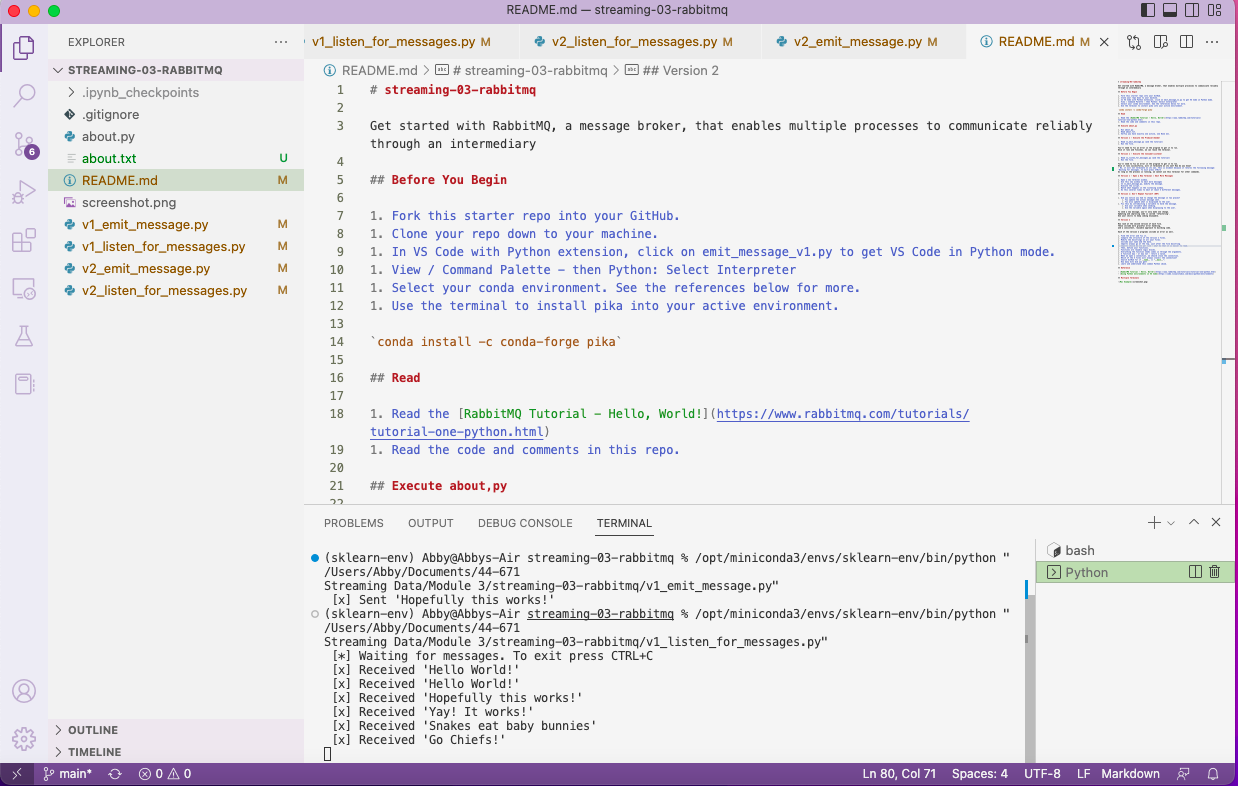 README.md — streaming-03-rabbitmq
EXPLORER
STREAMING-03-RABBITMQ
.ipynb_checkpoints
.gitignore
about.py
about.txt U
README.md M
screenshot.png
v1_emit_message.py M
v1_listen_for_messages.py M
v2_emit_message.py M
v2_listen_for_messages.py M
OUTLINE
TIMELINE
6
v1_listen_for_messages.py M
v2_listen_for_messages.py M
v2_emit_message.py M
README.md M
README.md > # streaming-03-rabbitmq > ## Version 2
1 # streaming-03-rabbitmq
2
3 Get started with RabbitMQ, a message broker, that enables multiple processes to communicate reliably
through an intermediary
4
5 ## Before You Begin
6
7 1. Fork this starter repo into your GitHub.
8 1. Clone your repo down to your machine.
9 1. In VS Code with Python extension, click on emit_message_v1.py to get VS Code in Python mode.
10 1. View / Command Palette - then Python: Select Interpreter
11 1. Select your conda environment. See the references below for more.
12 1. Use the terminal to install pika into your active environment.
13
14 `conda install -c conda-forge pika`
15
16 ## Read
17
18 1. Read the [RabbitMQ Tutorial - Hello, World!](https://www.rabbitmq.com/tutorials/
tutorial-one-python.html)
19 1. Read the code and comments in this repo.
20
21 ## Execute about,py
22
PROBLEMS OUTPUT DEBUG CONSOLE TERMINAL
(sklearn-env) Abby@Abbys-Air streaming-03-rabbitmq % /opt/miniconda3/envs/sklearn-env/bin/python "
/Users/Abby/Documents/44-671
Streaming Data/Module 3/streaming-03-rabbitmq/v1_emit_message.py"
[x] Sent 'Hopefully this works!'
(sklearn-env) Abby@Abbys-Air streaming-03-rabbitmq % /opt/miniconda3/envs/sklearn-env/bin/python "
/Users/Abby/Documents/44-671
Streaming Data/Module 3/streaming-03-rabbitmq/v1_listen_for_messages.py"
[*] Waiting for messages. To exit press CTRL+C
[x] Received 'Hello World!'
[x] Received 'Hello World!'
[x] Received 'Hopefully this works!'
[x] Received 'Yay! It works!'
[x] Received 'Snakes eat baby bunnies'
[x] Received 'Go Chiefs!'
bash
Python
main* 0 0 Ln 80, Col 71 Spaces: 4 UTF-8 LF Markdown